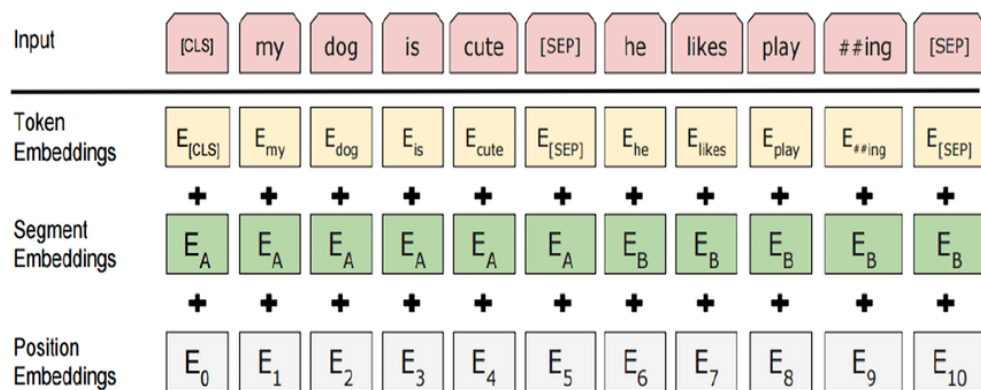 Input [CLS] my dog is cute [SEP] he likes play ##ing [SEP]
Token Embeddings E[CLS] Emy Edog Eis Ecute E[SEP] Ehe Elikes Eplay E##ing E[SEP]
+ + + + + + + + + + +
Segment Embeddings EA EA EA EA EA EA EB EB EB EB EB
+ + + + + + + + + + +
Position Embeddings E0 E1 E2 E3 E4 E5 E6 E7 E8 E9 E10